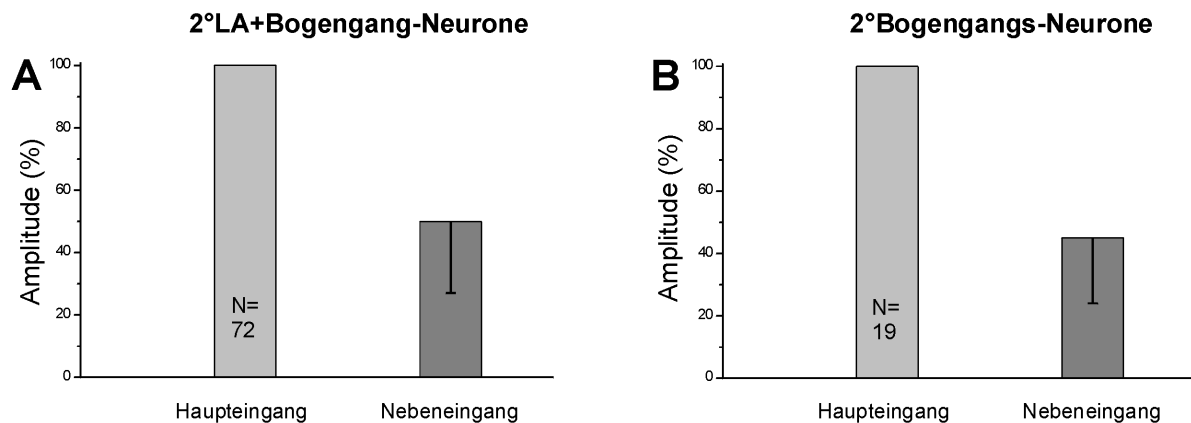 2°LA+Bogengang-Neurone
A
Amplitude (%)
100
80
60
40
20
0
N=
72
Haupteingang
Nebeneingang
2°Bogengangs-Neurone
B
Amplitude (%)
100
80
60
40
20
0
N=
19
Haupteingang
Nebeneingang